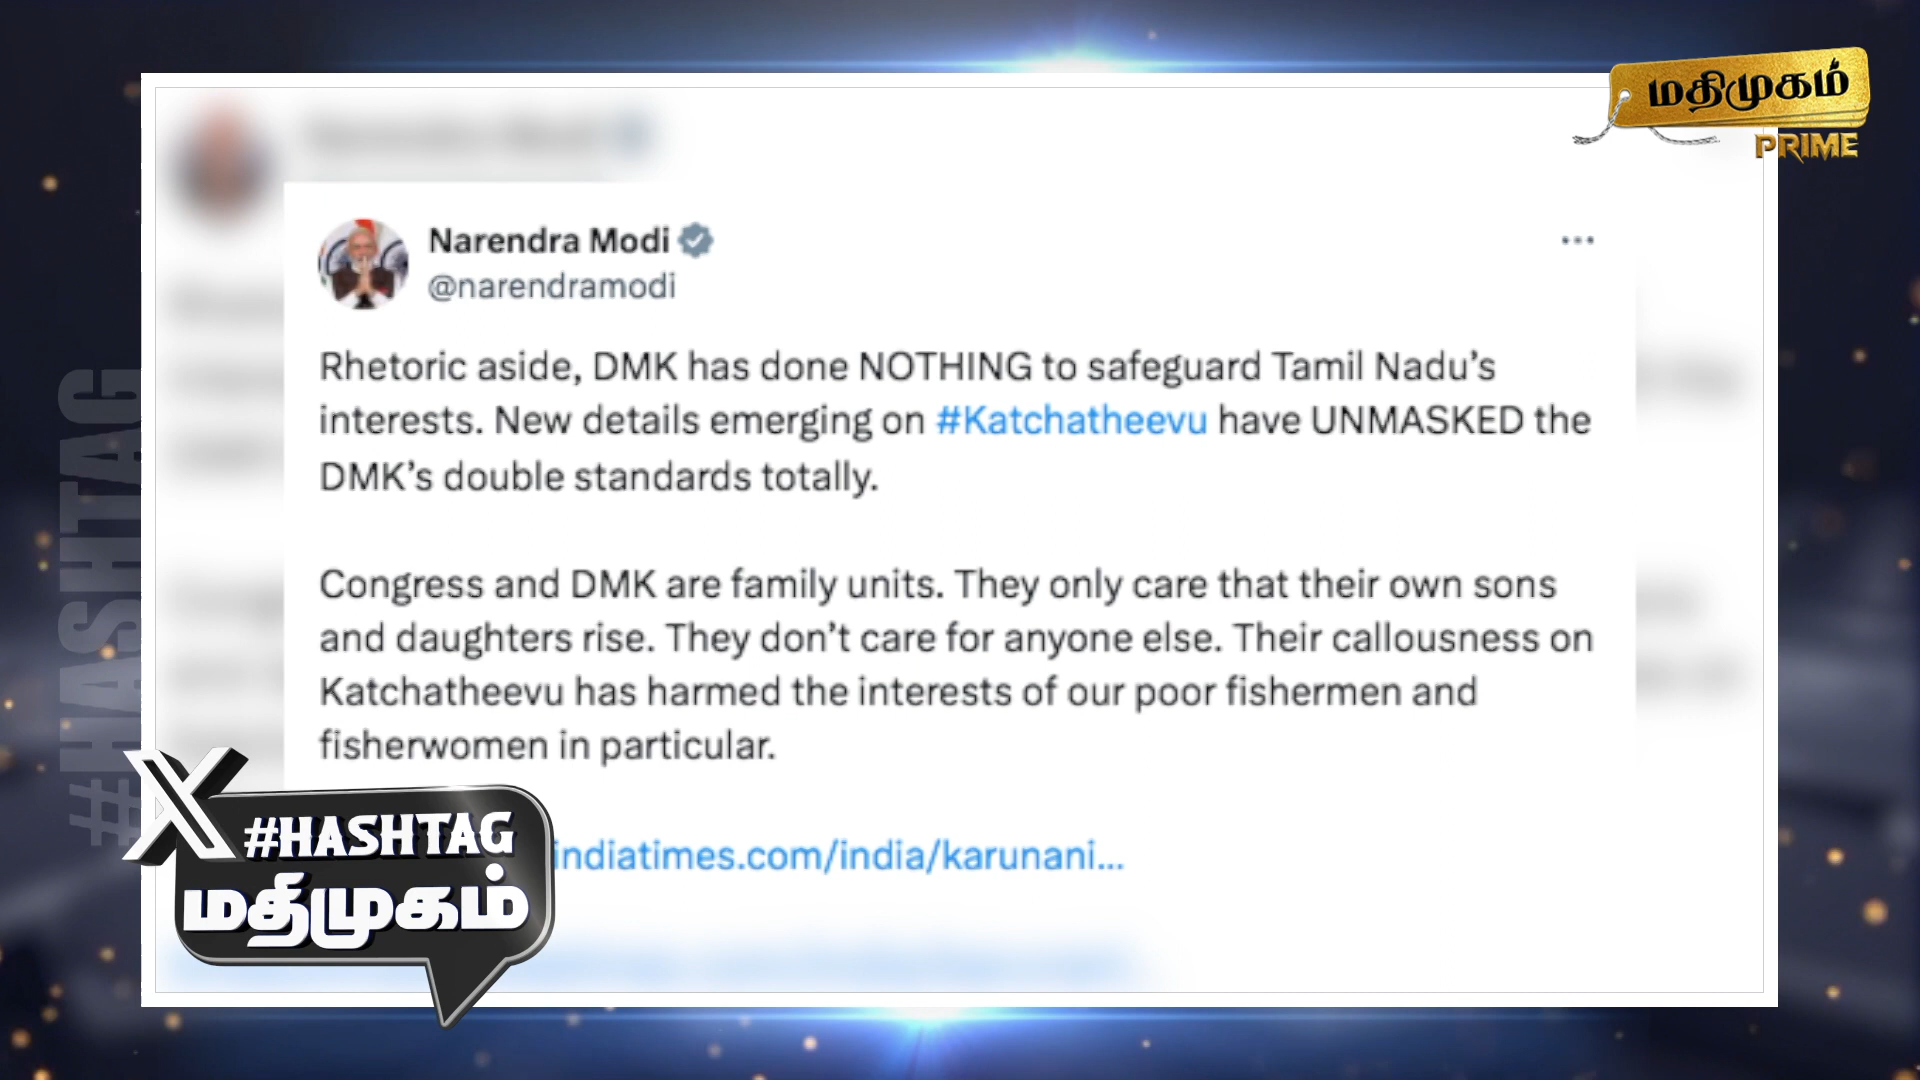 மதிமுகம்
PRIME
Narendra Modi
@narendramodi
Rhetoric aside, DMK has done NOTHING to safeguard Tamil Nadu’s
interests. New details emerging on #Katchatheevu have UNMASKED the
DMK’s double standards totally.
Congress and DMK are family units. They only care that their own sons
and daughters rise. They don’t care for anyone else. Their callousness on
Katchatheevu has harmed the interests of our poor fishermen and
fisherwomen in particular.
indiatimes.com/india/karunani...
#HASHTAG
X #HASHTAG
மதிமுகம்